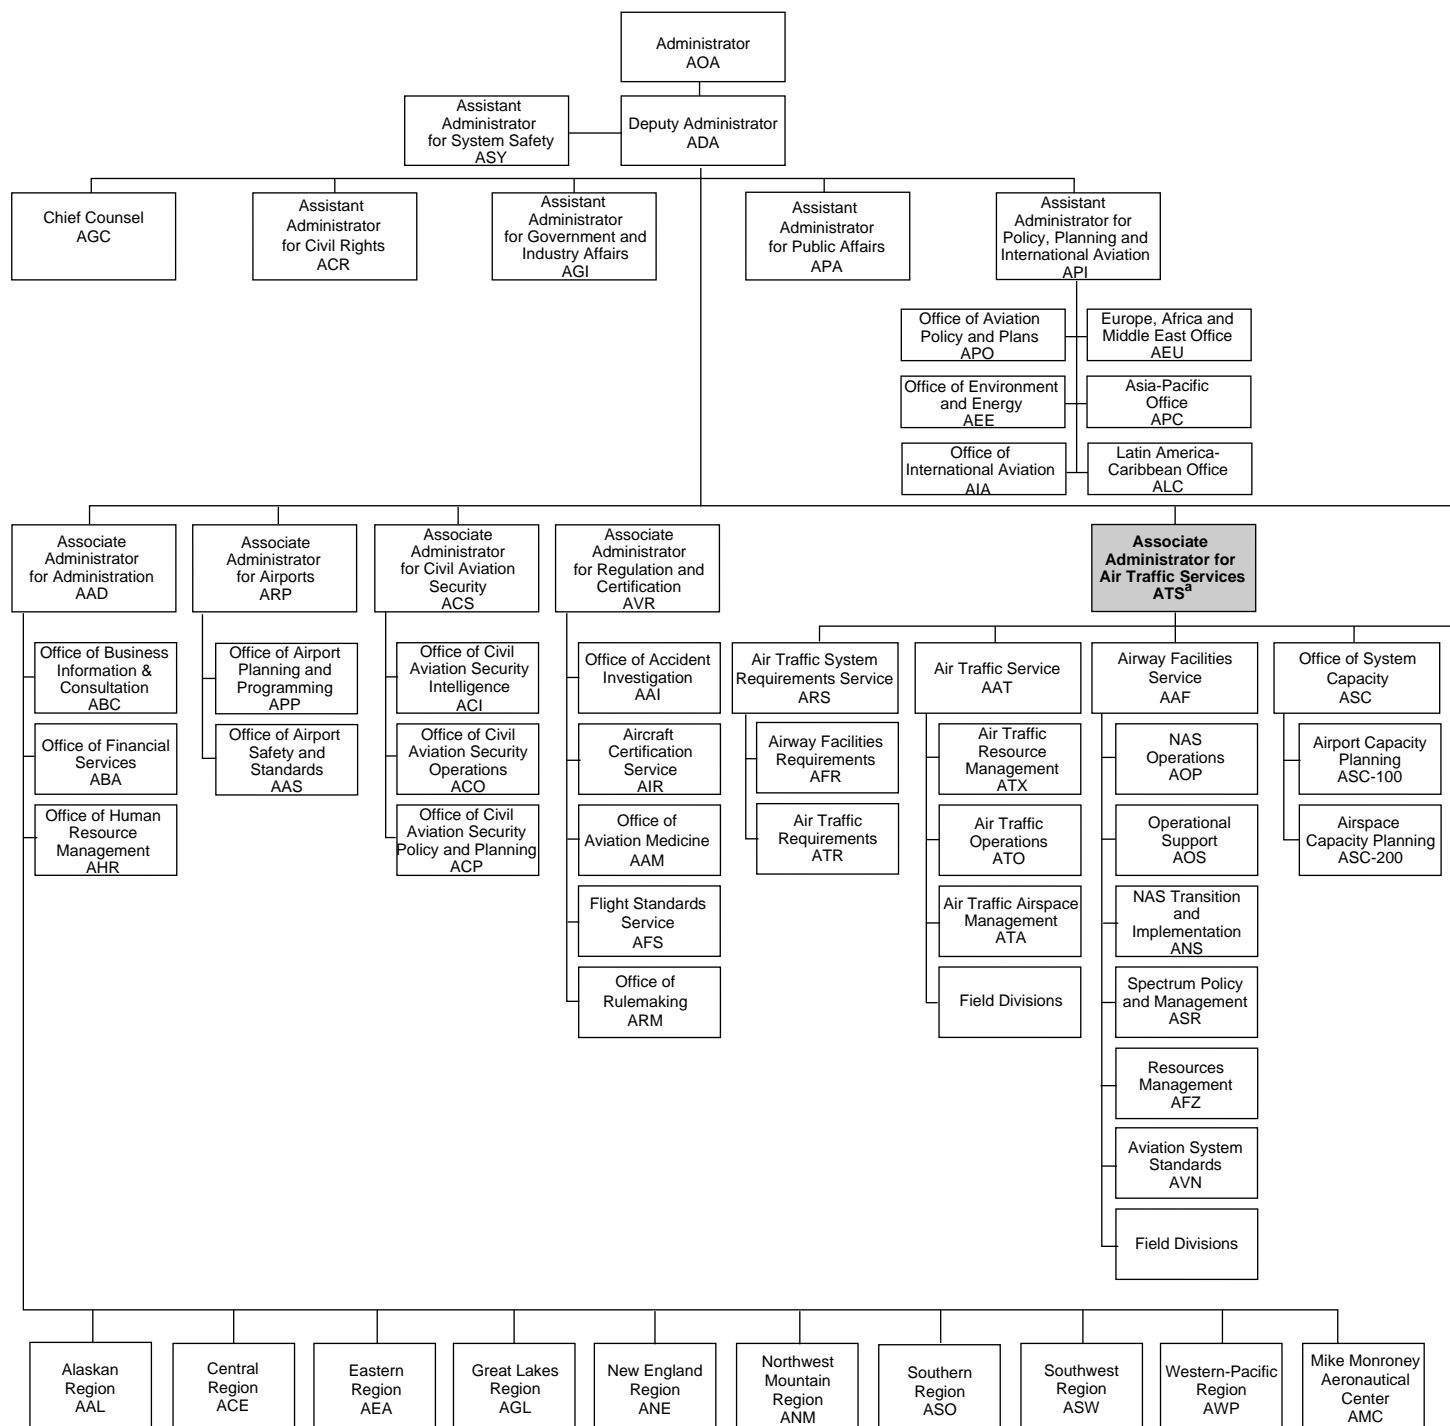 Administrator
AOA
Assistant
Administrator
for System Safety
ASY
Deputy Administrator
ADA
Chief Counsel
AGC
Assistant
Administrator
for Civil Rights
ACR
Assistant
Administrator
for Government and
Industry Affairs
AGI
Assistant
Administrator
for Public Affairs
APA
Assistant
Administrator for
Policy, Planning and
International Aviation
API
Office of Aviation
Policy and Plans
APO
Europe, Africa and
Middle East Office
AEU
Office of Environment
and Energy
AEE
Asia-Pacific
Office
APC
Office of
International Aviation
AIA
Latin America-
Caribbean Office
ALC
Associate
Administrator
for Administration
AAD
Associate
Administrator
for Airports
ARP
Associate
Administrator
for Civil Aviation
Security
ACS
Associate
Administrator
for Regulation and
Certification
AVR
Associate
Administrator for
Air Traffic Services
ATSa
Office of Business
Information &
Consultation
ABC
Office of Financial
Services
ABA
Office of Human
Resource
Management
AHR
Office of Airport
Planning and
Programming
APP
Office of Airport
Safety and
Standards
AAS
Office of Civil
Aviation Security
Intelligence
ACI
Office of Civil
Aviation Security
Operations
ACO
Office of Civil
Aviation Security
Policy and Planning
ACP
Office of Accident
Investigation
AAI
Aircraft
Certification
Service
AIR
Office of
Aviation Medicine
AAM
Flight Standards
Service
AFS
Office of
Rulemaking
ARM
Air Traffic System
Requirements Service
ARS
Airway Facilities
Requirements
AFR
Air Traffic
Requirements
ATR
Air Traffic Service
AAT
Air Traffic
Resource
Management
ATX
Air Traffic
Operations
ATO
Air Traffic Airspace
Management
ATA
Field Divisions
Airway Facilities
Service
AAF
NAS
Operations
AOP
Operational
Support
AOS
NAS Transition
and
Implementation
ANS
Spectrum Policy
and Management
ASR
Resources
Management
AFZ
Aviation System
Standards
AVN
Field Divisions
Office of System
Capacity
ASC
Airport Capacity
Planning
ASC-100
Airspace
Capacity Planning
ASC-200
Alaskan
Region
AAL
Central
Region
ACE
Eastern
Region
AEA
Great Lakes
Region
AGL
New England
Region
ANE
Northwest
Mountain
Region
ANM
Southern
Region
ASO
Southwest
Region
ASW
Western-Pacific
Region
AWP
Mike Monroney
Aeronautical
Center
AMC